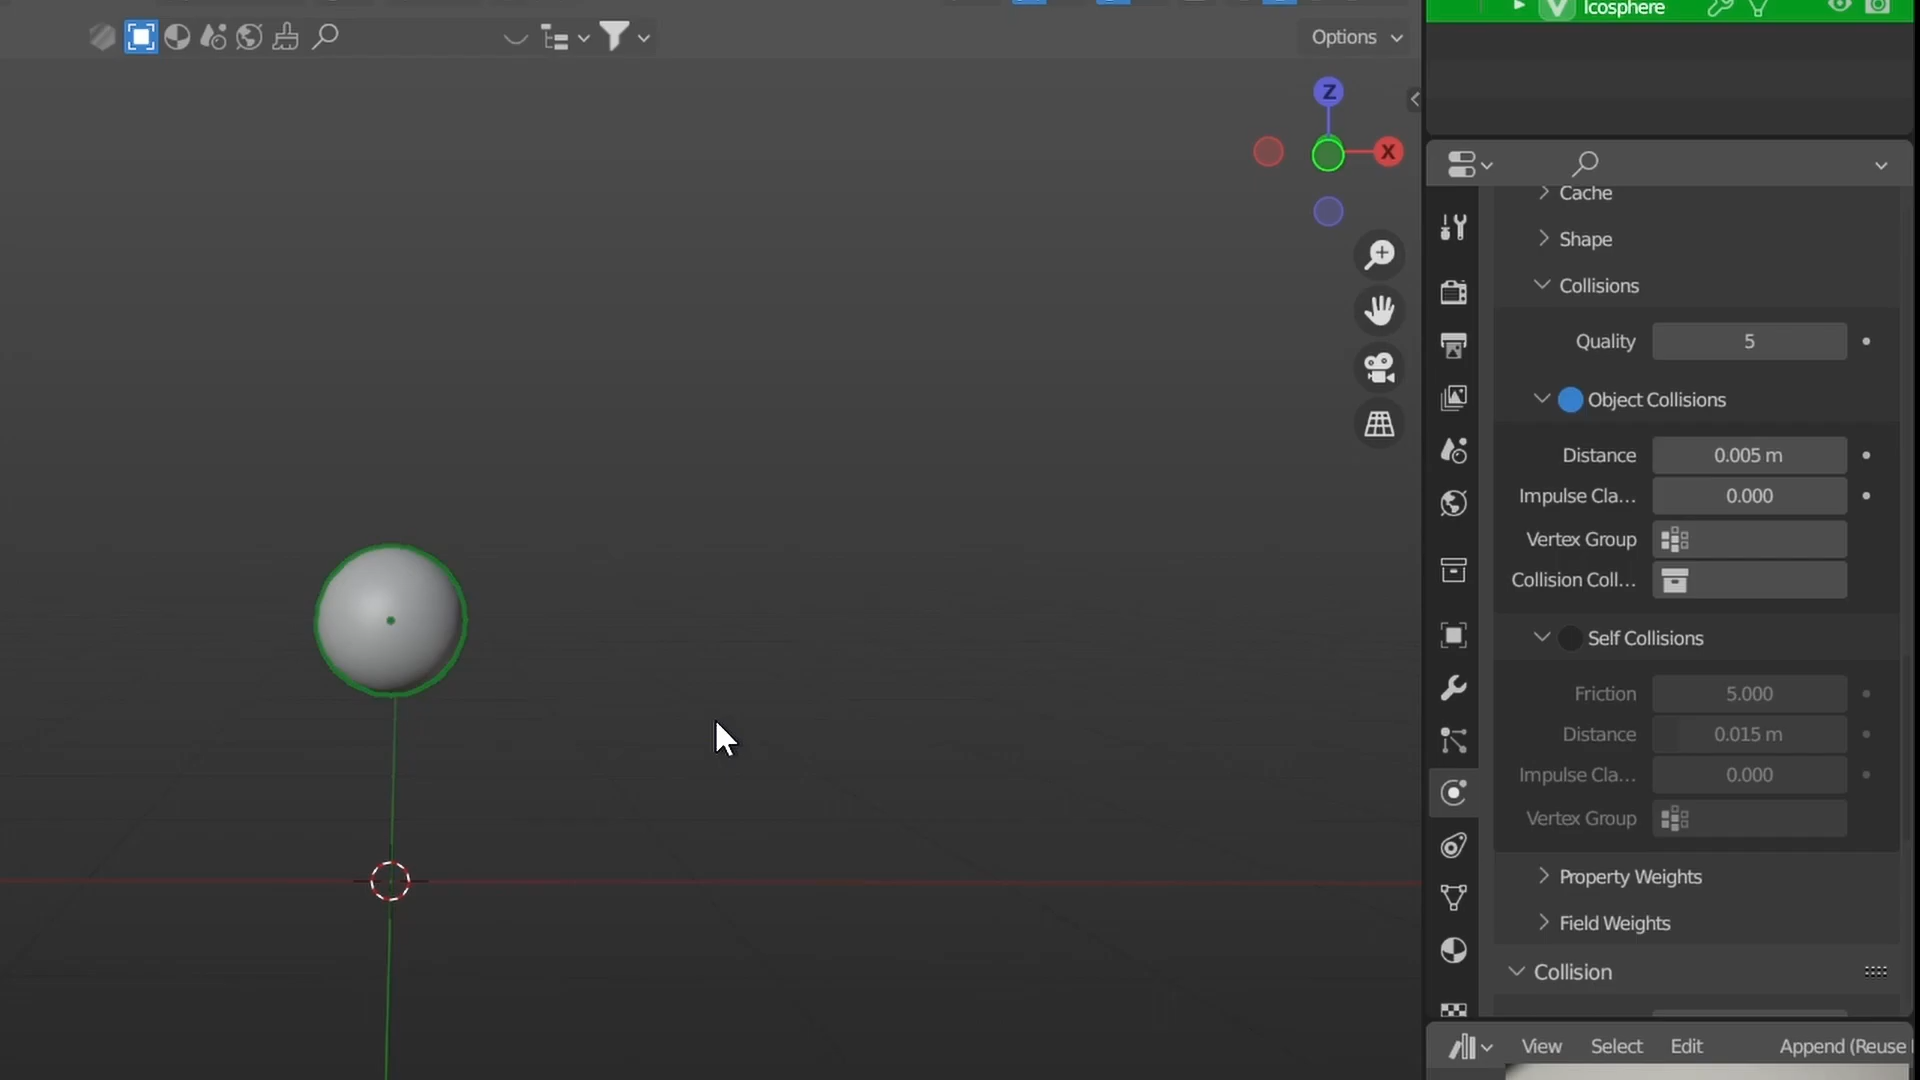 Icosphere
Options
Z
X
Cache
Shape
Collisions
Quality 5
Object Collisions
Distance 0.005 m
Impulse Cla... 0.000
Vertex Group
Collision Coll...
Self Collisions
Friction 5.000
Distance 0.015 m
Impulse Cla... 0.000
Vertex Group
Property Weights
Field Weights
Collision
View Select Edit Append (Reuse